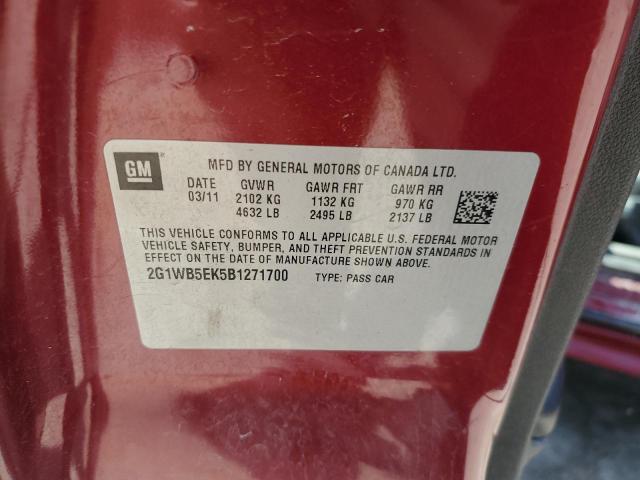 GM
MFD BY GENERAL MOTORS OF CANADA LTD.
DATE GVWR GAWR FRT GAWR RR
03/11 2102 KG 1132 KG 970 KG
4632 LB 2495 LB 2137 LB
THIS VEHICLE CONFORMS TO ALL APPLICABLE U.S. FEDERAL MOTOR
VEHICLE SAFETY, BUMPER, AND THEFT PREVENTION STANDARDS
IN EFFECT ON THE DATE OF MANUFACTURE SHOWN ABOVE.
2G1WB5EK5B1271700 TYPE: PASS CAR